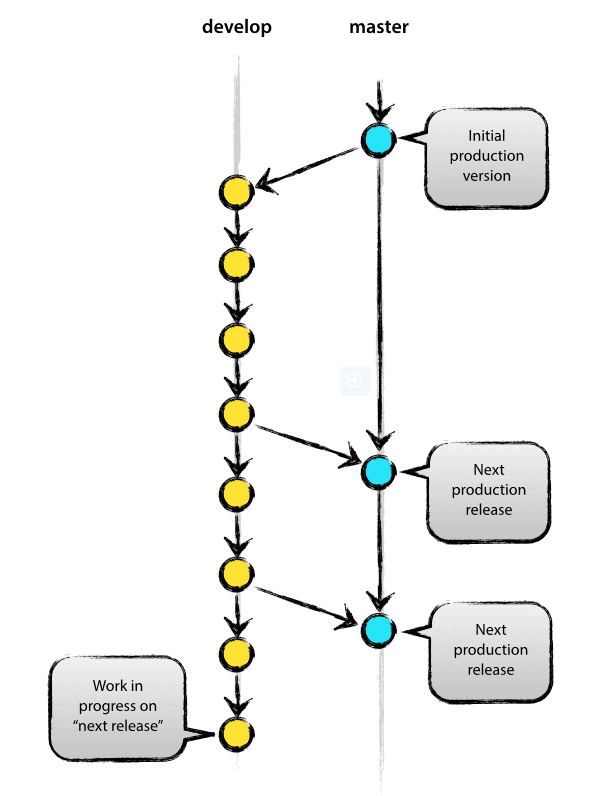 develop
master
Initial
production
version
Next
production
release
Next
production
release
Work in
progress on
“next release”